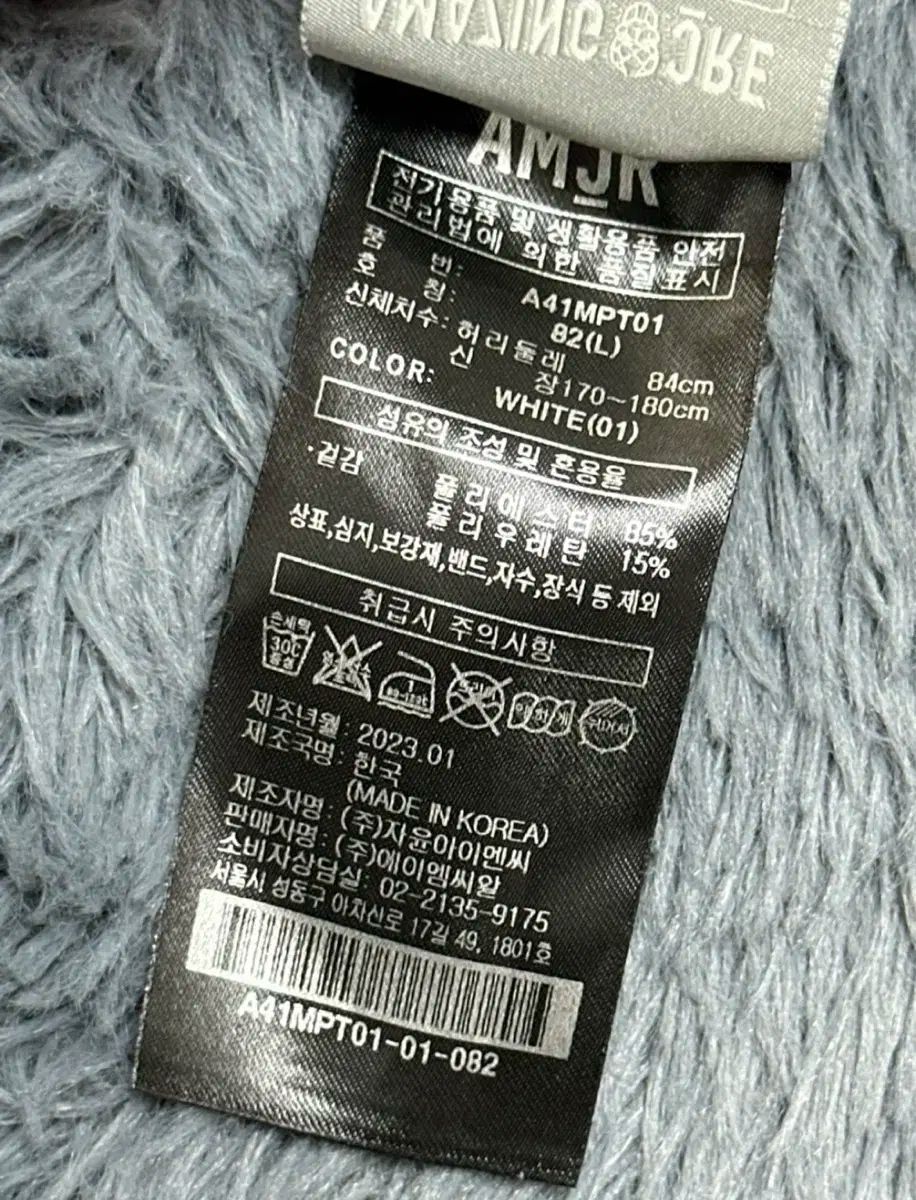 AMAZING CRE
AMJR
전기용품 및 생활용품 안전
관리법에 의한 품질표시
품 번: A41MPT01
호 칭: 82(L)
신체치수: 허리둘레 84cm
신 장170~180cm
COLOR: WHITE(01)
섬유의 조성 및 혼용율
·겉감 폴리에스터 85%
폴리우레탄 15%
상표,심지,보강재,밴드,자수,장식 등 제외
취급시 주의사항
손세탁
30C
중성
제조년월: 2023.01
제조국명: 한국
(MADE IN KOREA)
제조자명: (주)자윤아이엔씨
판매자명: (주)에이엠씨알
소비자상담실: 02-2135-9175
서울시 성동구 아차산로 17길 49, 1801호
A41MPT01-01-082